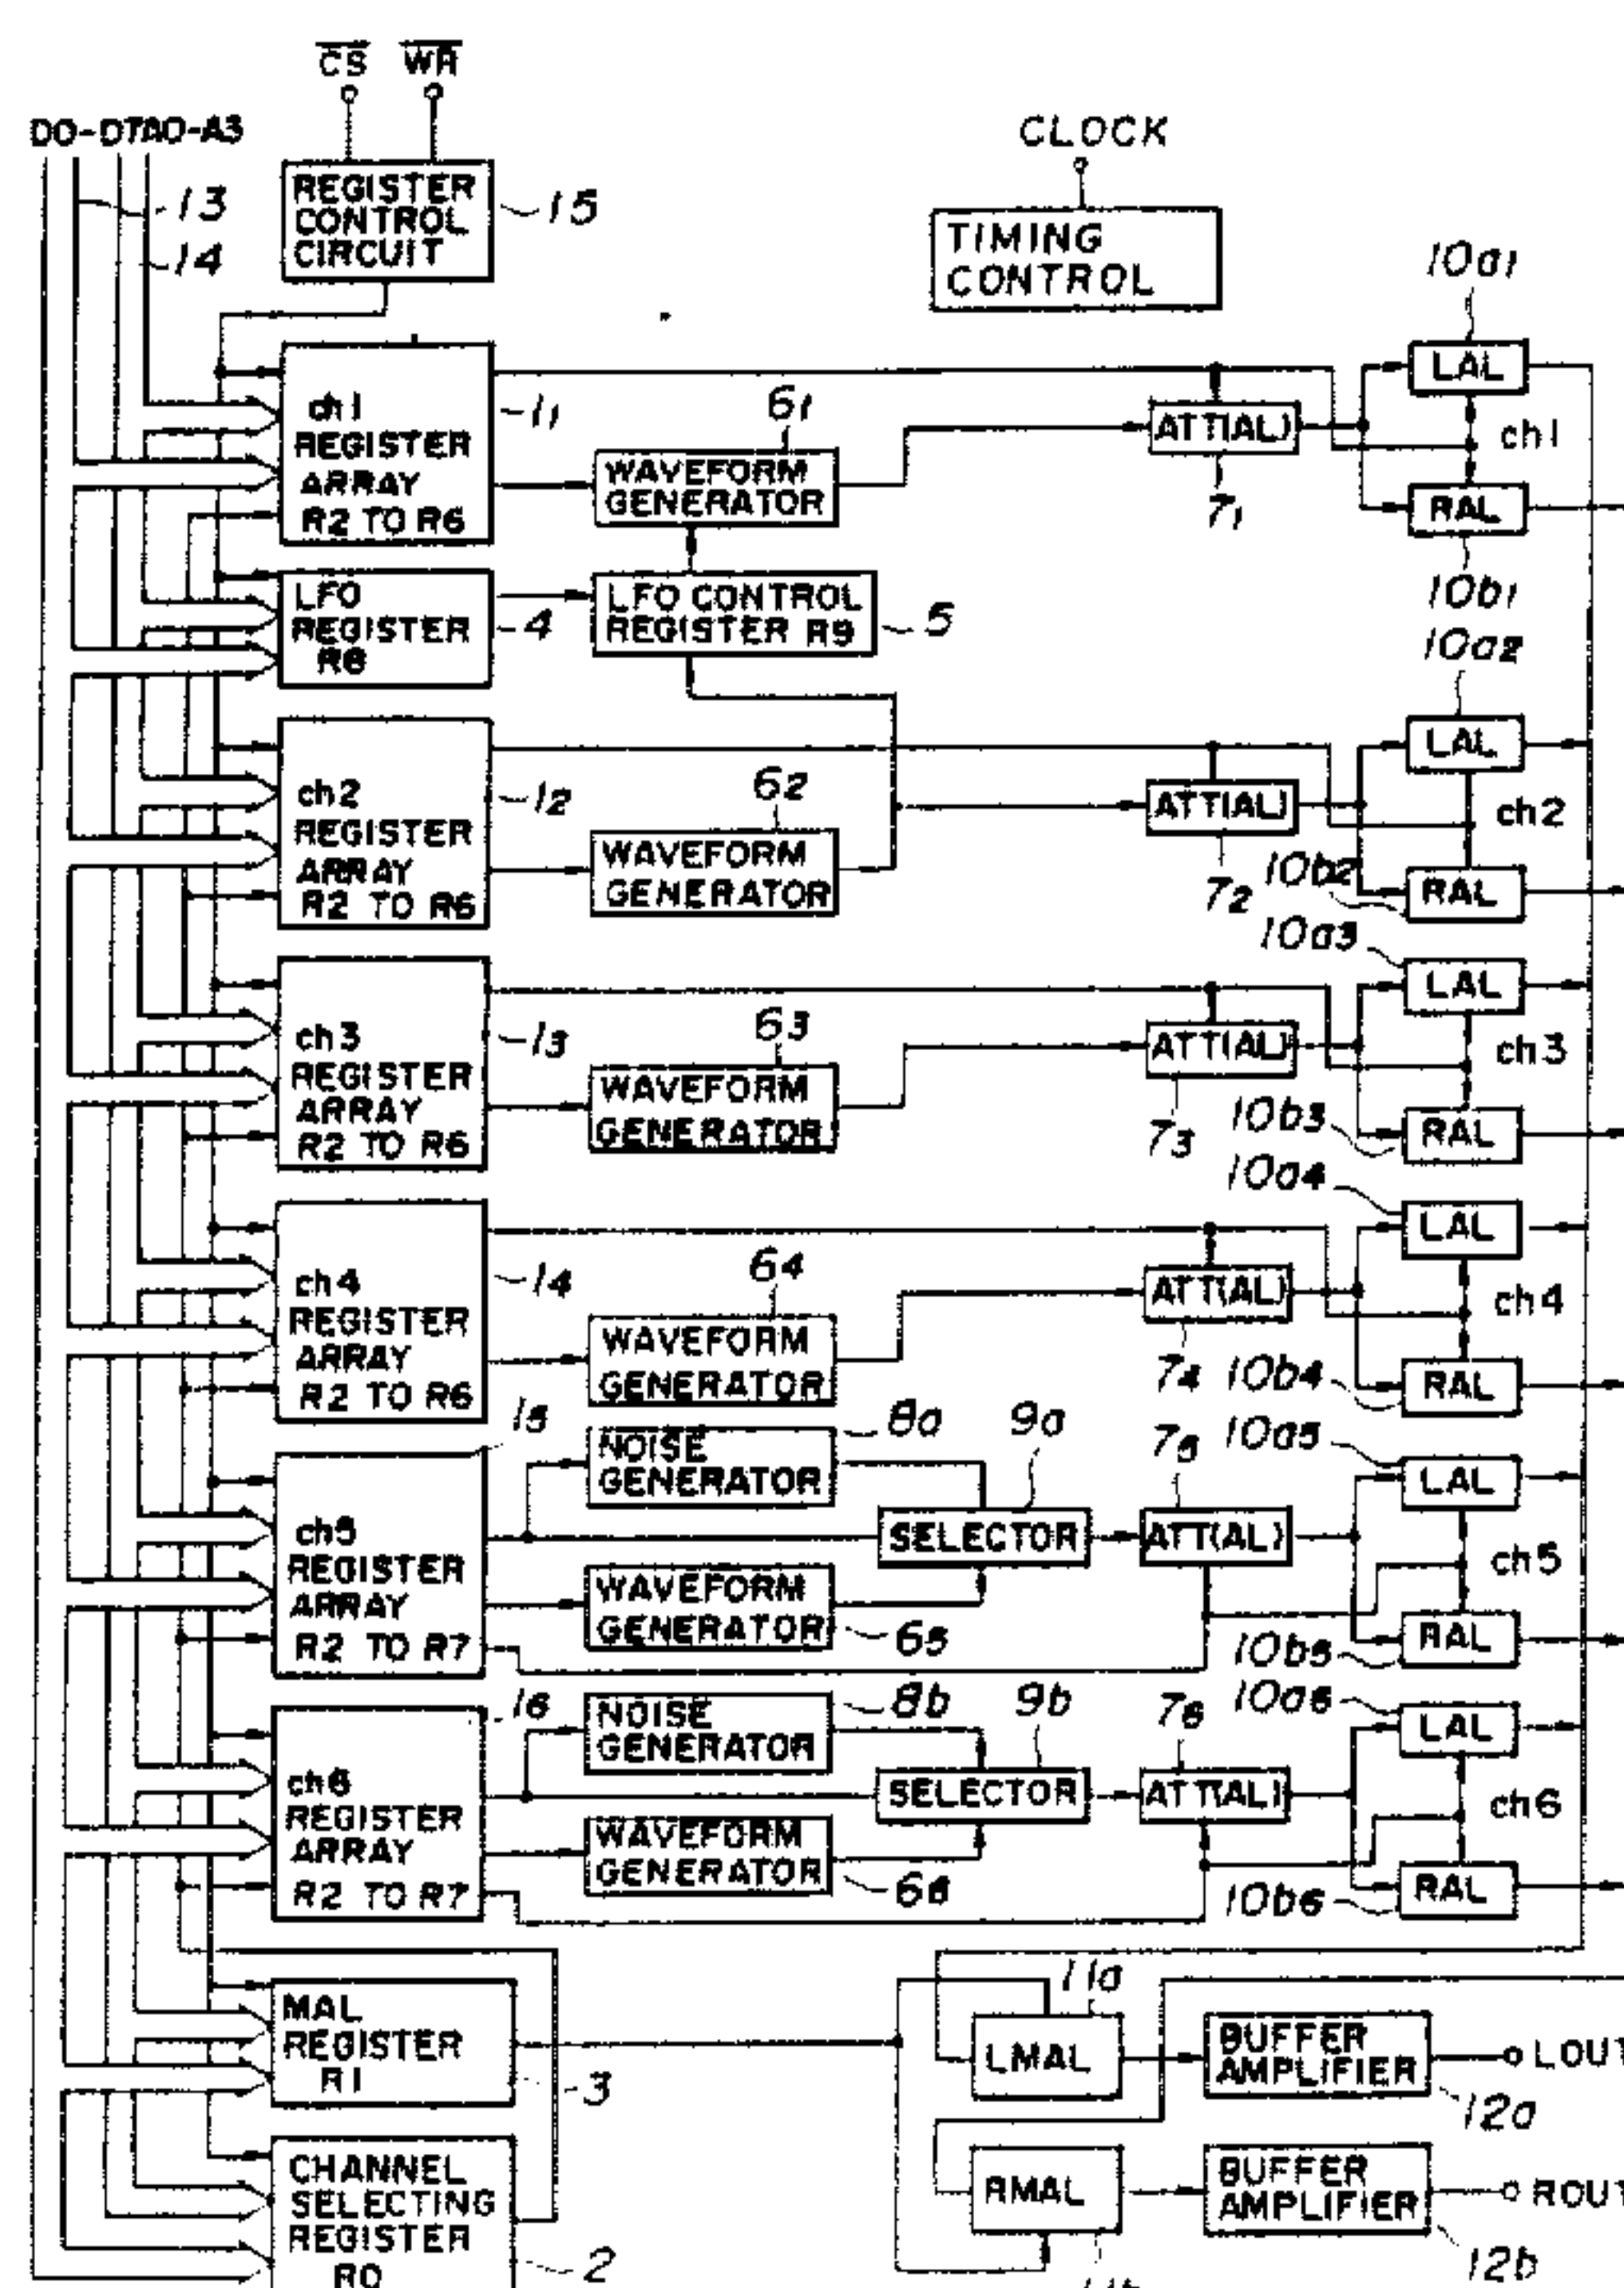 CS WR
D0-D7 A0-A3
CLOCK
13
REGISTER
CONTROL
CIRCUIT
15
14
TIMING
CONTROL
10a1
LAL
ch1
REGISTER
ARRAY
R2 TO R6
11
61
WAVEFORM
GENERATOR
ATT(AL)
71
ch1
RAL
10b1
LFO
REGISTER
R8
4
LFO CONTROL
REGISTER R9
5
10a2
LAL
ch2
REGISTER
ARRAY
R2 TO R6
12
62
WAVEFORM
GENERATOR
ATT(AL)
72
ch2
10b2
RAL
10a3
LAL
ch3
REGISTER
ARRAY
R2 TO R6
13
63
WAVEFORM
GENERATOR
ATT(AL)
73
ch3
10b3
RAL
10a4
LAL
ch4
REGISTER
ARRAY
R2 TO R6
14
64
WAVEFORM
GENERATOR
ATT(AL)
74
ch4
10b4
RAL
15
NOISE
GENERATOR
8a
9a
75
10a5
LAL
ch5
REGISTER
ARRAY
R2 TO R7
SELECTOR
ATT(AL)
ch5
WAVEFORM
GENERATOR
65
10b5
RAL
16
NOISE
GENERATOR
8b
9b
76
10a6
LAL
ch6
REGISTER
ARRAY
R2 TO R7
SELECTOR
ATT(AL)
ch6
WAVEFORM
GENERATOR
66
10b6
RAL
MAL
REGISTER
R1
3
11a
LMAL
BUFFER
AMPLIFIER
LOUT
12a
CHANNEL
SELECTING
REGISTER
R0
2
RMAL
BUFFER
AMPLIFIER
ROUT
12b